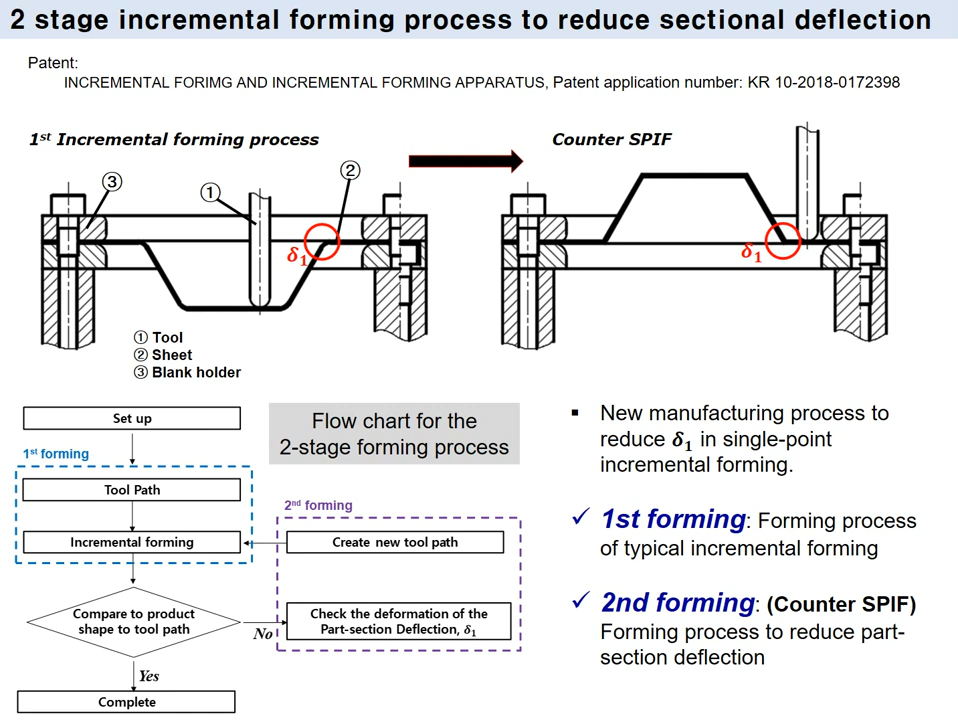 2 stage incremental forming process to reduce sectional deflection
Patent:
INCREMENTAL FORIMG AND INCREMENTAL FORMING APPARATUS, Patent application number: KR 10-2018-0172398
1st Incremental forming process
Counter SPIF
③
①
②
δ₁
δ₁
① Tool
② Sheet
③ Blank holder
Flow chart for the
2-stage forming process
Set up
1st forming
Tool Path
Incremental forming
2nd forming
Create new tool path
Compare to product
shape to tool path
No
Check the deformation of the
Part-section Deflection, δ₁
Yes
Complete
▪ New manufacturing process to
reduce δ₁ in single-point
incremental forming.
✓ 1st forming: Forming process
of typical incremental forming
✓ 2nd forming: (Counter SPIF)
Forming process to reduce part-
section deflection